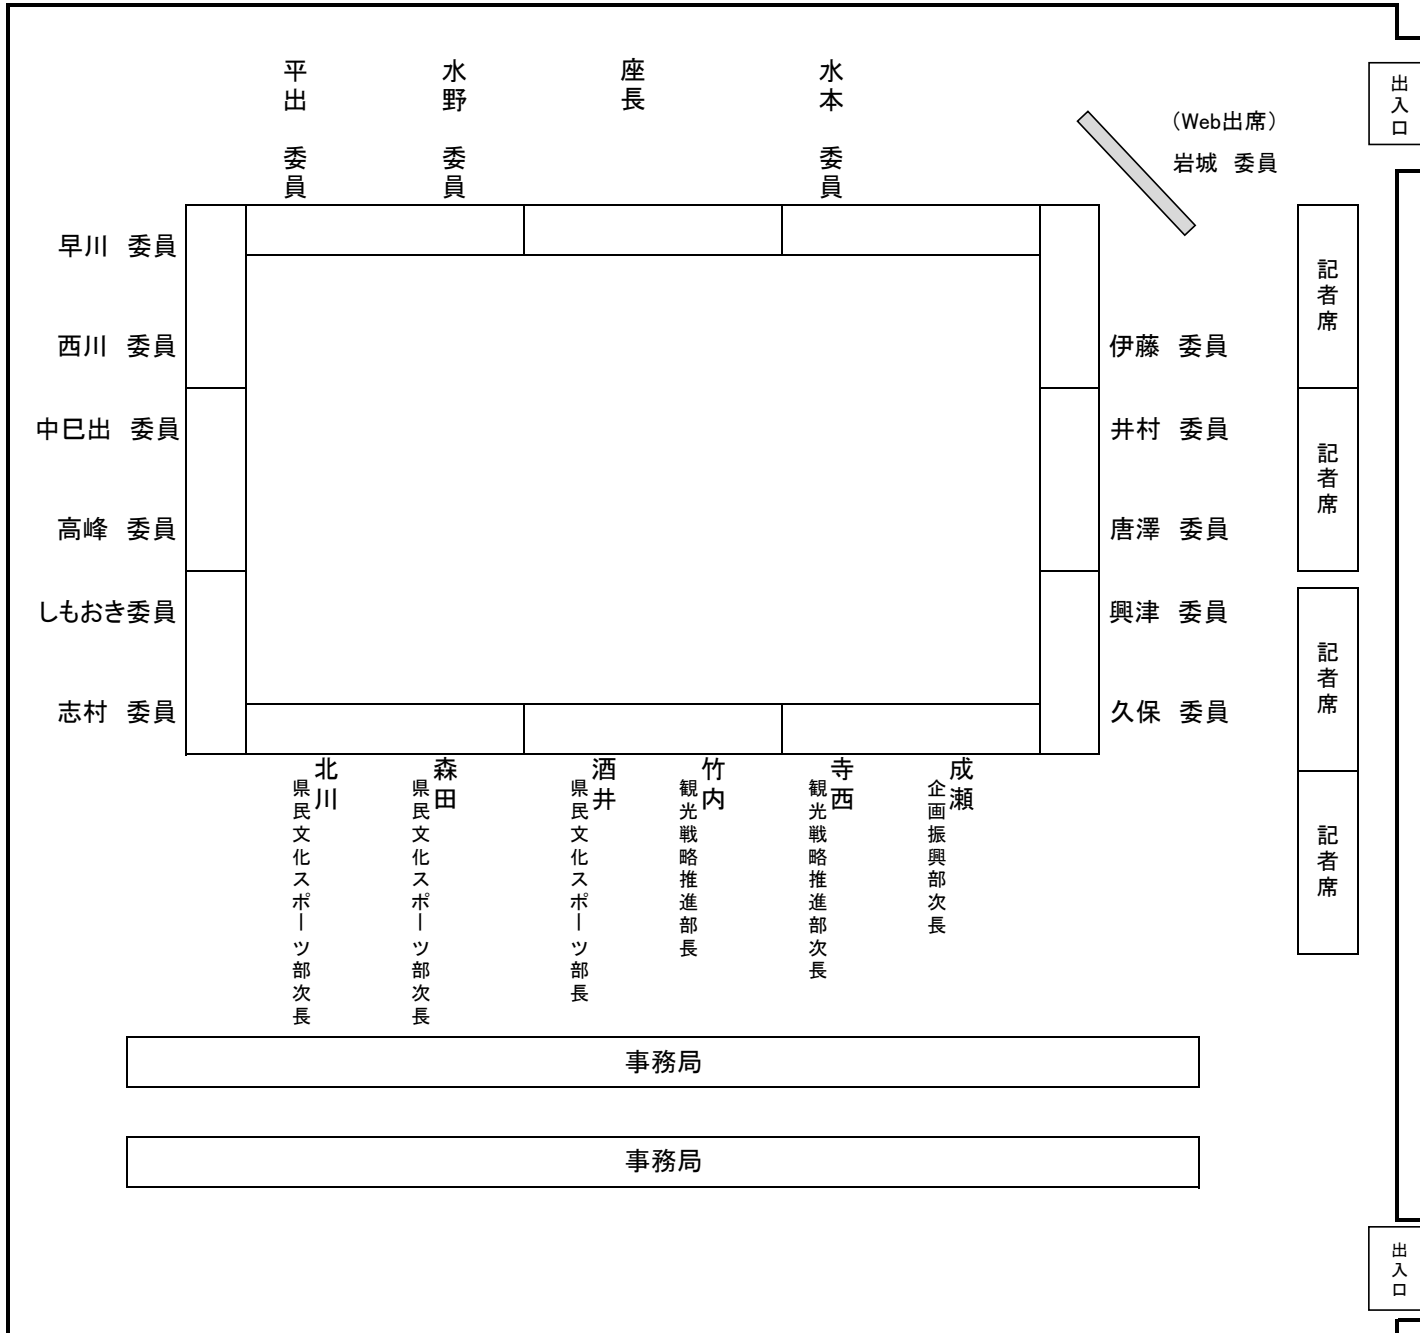 平出 委員
水野 委員
座長
水本 委員
出入口
（Web出席）
岩城 委員
早川 委員
西川 委員
中巳出 委員
高峰 委員
しもおき委員
志村 委員
伊藤 委員
井村 委員
唐澤 委員
興津 委員
久保 委員
記者席
記者席
記者席
記者席
北川
県民文化スポーツ部次長
森田
県民文化スポーツ部次長
酒井
県民文化スポーツ部長
竹内
観光戦略推進部長
寺西
観光戦略推進部次長
成瀬
企画振興部次長
事務局
事務局
出入口